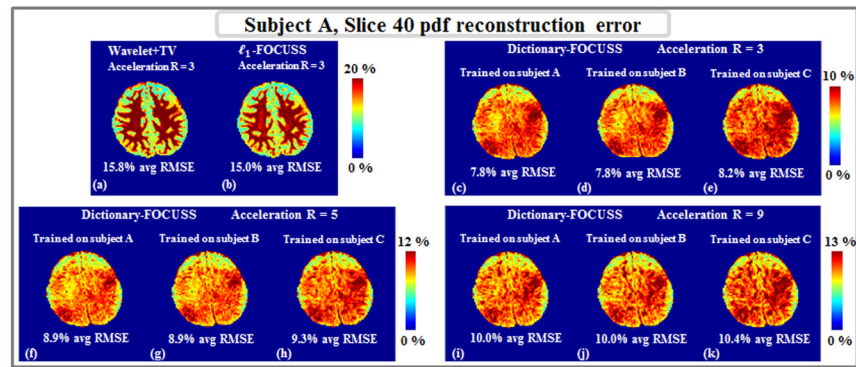 Subject A, Slice 40 pdf reconstruction error
Wavelet+TV
Acceleration R = 3
ℓ1-FOCUSS
Acceleration R = 3
20 %
0 %
15.8% avg RMSE
15.0% avg RMSE
(a)
(b)
Dictionary-FOCUSS Acceleration R = 3
Trained on subject A
Trained on subject B
Trained on subject C
10 %
0 %
7.8% avg RMSE
7.8% avg RMSE
8.2% avg RMSE
(c)
(d)
(e)
Dictionary-FOCUSS Acceleration R = 5
Trained on subject A
Trained on subject B
Trained on subject C
12 %
0 %
8.9% avg RMSE
8.9% avg RMSE
9.3% avg RMSE
(f)
(g)
(h)
Dictionary-FOCUSS Acceleration R = 9
Trained on subject A
Trained on subject B
Trained on subject C
13 %
0 %
10.0% avg RMSE
10.0% avg RMSE
10.4% avg RMSE
(i)
(j)
(k)